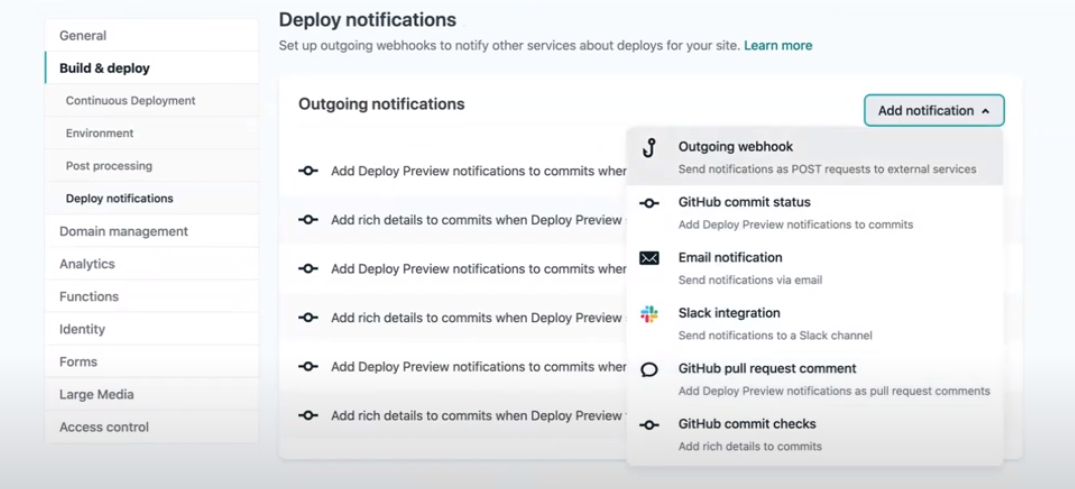 General
Build & deploy
Continuous Deployment
Environment
Post processing
Deploy notifications
Domain management
Analytics
Functions
Identity
Forms
Large Media
Access control
Deploy notifications
Set up outgoing webhooks to notify other services about deploys for your site. Learn more
Outgoing notifications
Add notification
Add Deploy Preview notifications to commits
Add rich details to commits when Deploy Preview
Add Deploy Preview notifications to commits
Add rich details to commits when Deploy Preview
Add Deploy Preview notifications to commits
Add rich details to commits when Deploy Preview
Outgoing webhook
Send notifications as POST requests to external services
GitHub commit status
Add Deploy Preview notifications to commits
Email notification
Send notifications via email
Slack integration
Send notifications to a Slack channel
GitHub pull request comment
Add Deploy Preview notifications as pull request comments
GitHub commit checks
Add rich details to commits